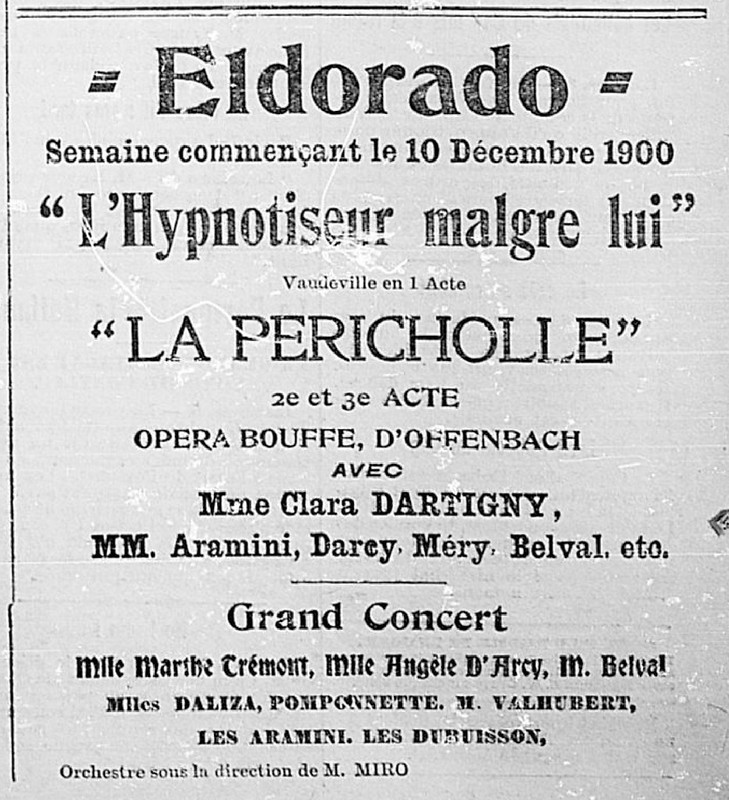 Eldorado
Semaine commençant le 10 Décembre 1900
“L'Hypnotiseur malgre lui”
Vaudeville en 1 Acte
“LA PERICHOLLE”
2e et 3e ACTE
OPERA BOUFFE, D'OFFENBACH
AVEC
Mme Clara DARTIGNY,
MM. Aramini, Darcy, Méry, Belval, etc.
Grand Concert
Mlle Marthe Trémont, Mlle Angèle D'Arcy, M. Belval
Mlles DALIZA, POMPONNETTE. M. VALHUBERT,
LES ARAMINI. LES DUBUISSON,
Orchestre sous la direction de M. MIRO